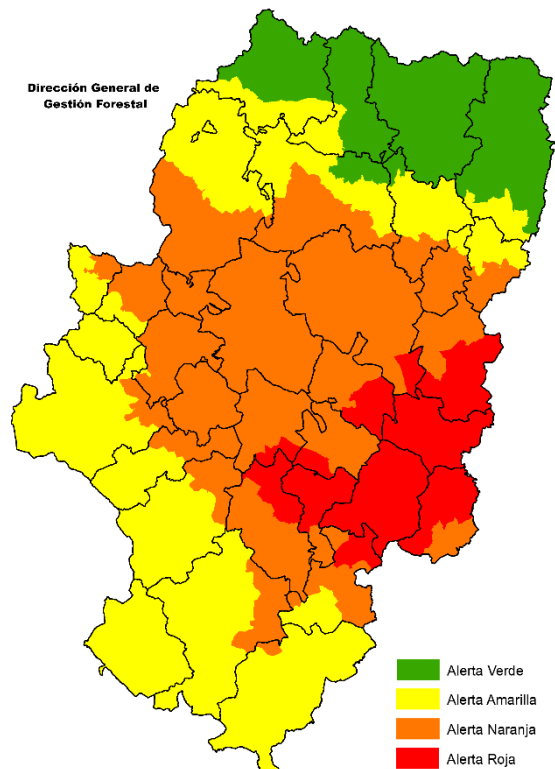 Dirección General de
Gestión Forestal
Alerta Verde
Alerta Amarilla
Alerta Naranja
Alerta Roja